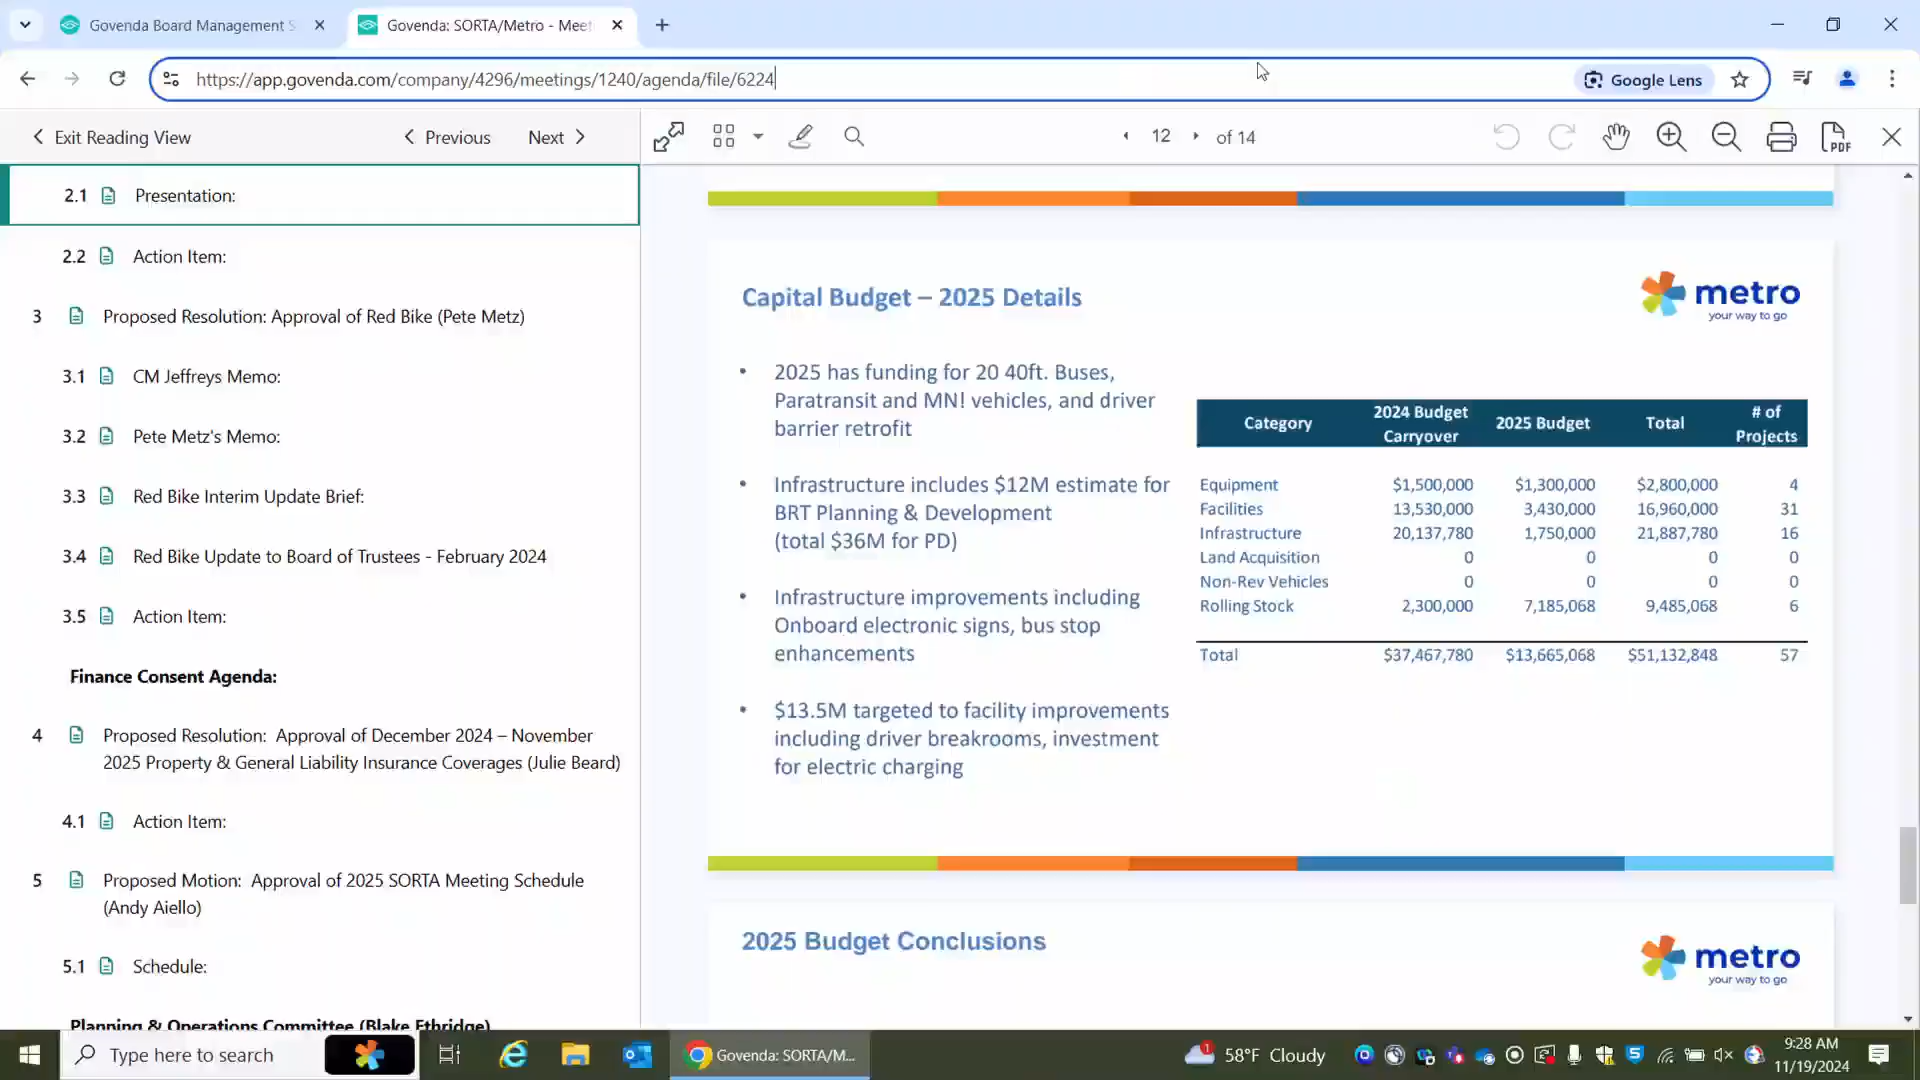 Govenda Board Management S
Govenda: SORTA/Metro - Meet
https://app.govenda.com/company/4296/meetings/1240/agenda/file/6224
Google Lens
Exit Reading View
Previous
Next
12
of 14
PDF
2.1 Presentation:
2.2 Action Item:
3 Proposed Resolution: Approval of Red Bike (Pete Metz)
3.1 CM Jeffreys Memo:
3.2 Pete Metz's Memo:
3.3 Red Bike Interim Update Brief:
3.4 Red Bike Update to Board of Trustees - February 2024
3.5 Action Item:
Finance Consent Agenda:
4 Proposed Resolution: Approval of December 2024 – November
2025 Property & General Liability Insurance Coverages (Julie Beard)
4.1 Action Item:
5 Proposed Motion: Approval of 2025 SORTA Meeting Schedule
(Andy Aiello)
5.1 Schedule:
Planning & Operations Committee (Blake Ethridge)
Capital Budget – 2025 Details
metro
your way to go
• 2025 has funding for 20 40ft. Buses,
Paratransit and MN! vehicles, and driver
barrier retrofit
• Infrastructure includes $12M estimate for
BRT Planning & Development
(total $36M for PD)
• Infrastructure improvements including
Onboard electronic signs, bus stop
enhancements
• $13.5M targeted to facility improvements
including driver breakrooms, investment
for electric charging
Category 2024 Budget Carryover 2025 Budget Total # of Projects
Equipment $1,500,000 $1,300,000 $2,800,000 4
Facilities 13,530,000 3,430,000 16,960,000 31
Infrastructure 20,137,780 1,750,000 21,887,780 16
Land Acquisition 0 0 0 0
Non-Rev Vehicles 0 0 0 0
Rolling Stock 2,300,000 7,185,068 9,485,068 6
Total $37,467,780 $13,665,068 $51,132,848 57
2025 Budget Conclusions
metro
your way to go
Type here to search
Govenda: SORTA/M...
1
58°F Cloudy
9:28 AM
11/19/2024